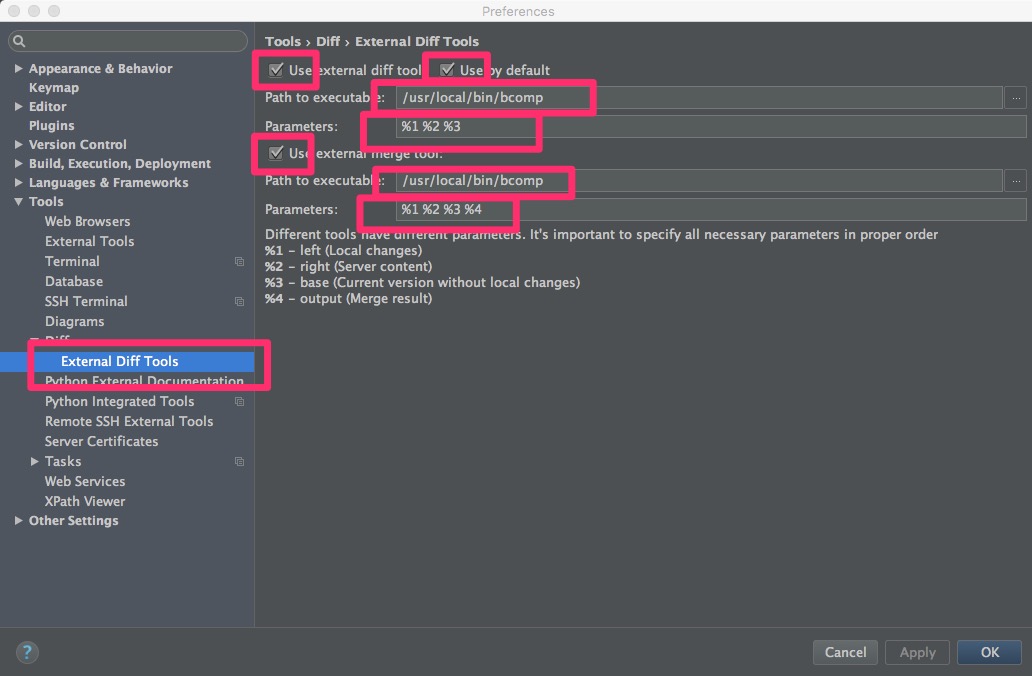 Preferences
Tools › Diff › External Diff Tools
Appearance & Behavior
Keymap
Editor
Plugins
Version Control
Build, Execution, Deployment
Languages & Frameworks
Tools
Web Browsers
External Tools
Terminal
Database
SSH Terminal
Diagrams
Diff
External Diff Tools
Python External Documentation
Python Integrated Tools
Remote SSH External Tools
Server Certificates
Tasks
Web Services
XPath Viewer
Other Settings
Use external diff tool Use by default
Path to executable: /usr/local/bin/bcomp ...
Parameters: %1 %2 %3
Use external merge tool:
Path to executable: /usr/local/bin/bcomp ...
Parameters: %1 %2 %3 %4
Different tools have different parameters. It's important to specify all necessary parameters in proper order
%1 – left (Local changes)
%2 – right (Server content)
%3 – base (Current version without local changes)
%4 – output (Merge result)
?
Cancel Apply OK